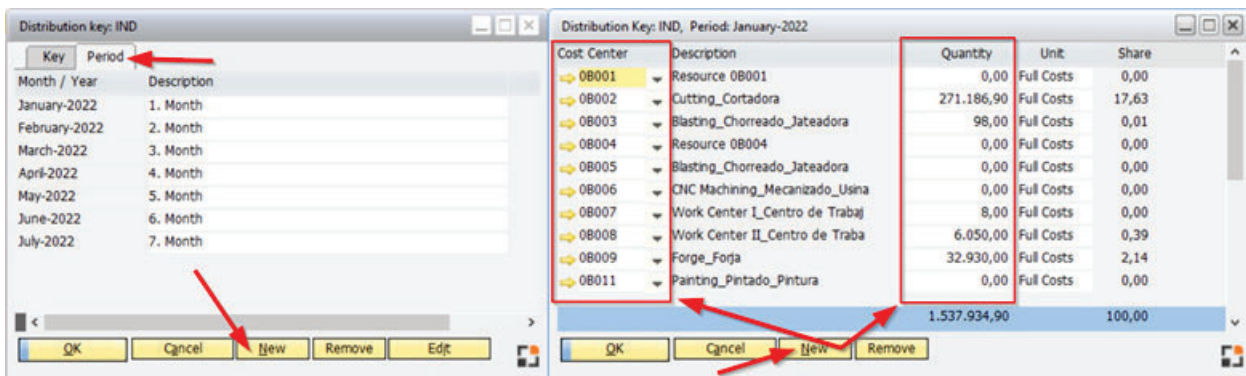 Distribution key: IND
Key Period
Month / Year Description
January-2022 1. Month
February-2022 2. Month
March-2022 3. Month
April-2022 4. Month
May-2022 5. Month
June-2022 6. Month
July-2022 7. Month
OK Cancel New Remove Edit
Distribution Key: IND, Period: January-2022
Cost Center Description Quantity Unit Share
0B001 Resource 0B001 0,00 Full Costs 0,00
0B002 Cutting_Cortadora 271.186,90 Full Costs 17,63
0B003 Blasting_Chorreado_Jateadora 98,00 Full Costs 0,01
0B004 Resource 0B004 0,00 Full Costs 0,00
0B005 Blasting_Chorreado_Jateadora 0,00 Full Costs 0,00
0B006 CNC Machining_Mecanizado_Usina 0,00 Full Costs 0,00
0B007 Work Center I_Centro de Trabaj 8,00 Full Costs 0,00
0B008 Work Center II_Centro de Traba 6.050,00 Full Costs 0,39
0B009 Forge_Forja 32.930,00 Full Costs 2,14
0B011 Painting_Pintado_Pintura 0,00 Full Costs 0,00
1.537.934,90 100,00
OK Cancel New Remove